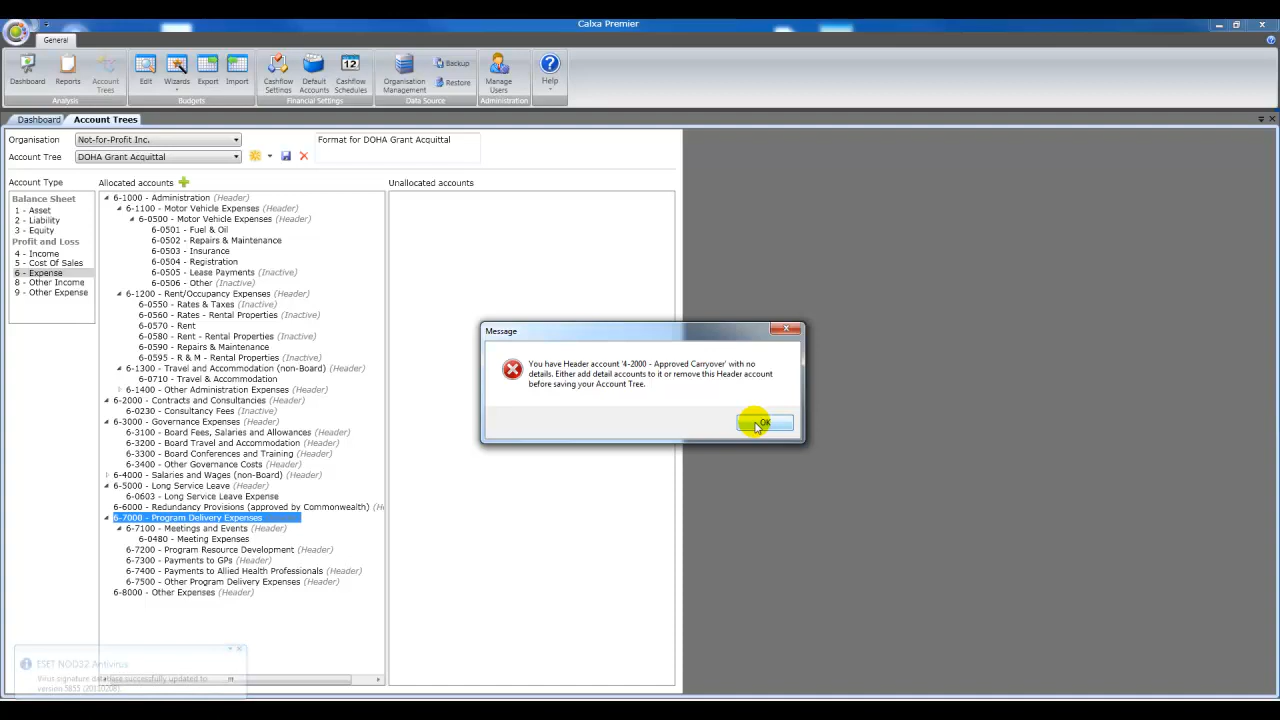 Calxa Premier
General
Dashboard
Reports
Account
Trees
Analysis
Edit
Wizards
Export
Import
Budgets
Cashflow
Settings
Default
Accounts
Cashflow
Schedules
12
Financial Settings
Organisation
Management
Backup
Restore
Data Source
Manage
Users
Administration
Help
Dashboard
Account Trees
Organisation
Not-for-Profit Inc.
Format for DOHA Grant Acquittal
Account Tree
DOHA Grant Acquittal
Account Type
Allocated accounts
Unallocated accounts
Balance Sheet
1 - Asset
2 - Liability
3 - Equity
Profit and Loss
4 - Income
5 - Cost Of Sales
6 - Expense
8 - Other Income
9 - Other Expense
6-1000 - Administration (Header)
6-1100 - Motor Vehicle Expenses (Header)
6-0500 - Motor Vehicle Expenses (Header)
6-0501 - Fuel & Oil
6-0502 - Repairs & Maintenance
6-0503 - Insurance
6-0504 - Registration
6-0505 - Lease Payments (Inactive)
6-0506 - Other (Inactive)
6-1200 - Rent/Occupancy Expenses (Header)
6-0550 - Rates & Taxes (Inactive)
6-0560 - Rates - Rental Properties (Inactive)
6-0570 - Rent
6-0580 - Rent - Rental Properties (Inactive)
6-0590 - Repairs & Maintenance
6-0595 - R & M - Rental Properties (Inactive)
6-1300 - Travel and Accommodation (non-Board) (Header)
6-0710 - Travel & Accommodation
6-1400 - Other Administration Expenses (Header)
6-2000 - Contracts and Consultancies (Header)
6-0230 - Consultancy Fees (Inactive)
6-3000 - Governance Expenses (Header)
6-3100 - Board Fees, Salaries and Allowances (Header)
6-3200 - Board Travel and Accommodation (Header)
6-3300 - Board Conferences and Training (Header)
6-3400 - Other Governance Costs (Header)
6-4000 - Salaries and Wages (non-Board) (Header)
6-5000 - Long Service Leave (Header)
6-0603 - Long Service Leave Expense
6-6000 - Redundancy Provisions (approved by Commonwealth) (He
6-7000 - Program Delivery Expenses
6-7100 - Meetings and Events (Header)
6-0480 - Meeting Expenses
6-7200 - Program Resource Development (Header)
6-7300 - Payments to GPs (Header)
6-7400 - Payments to Allied Health Professionals (Header)
6-7500 - Other Program Delivery Expenses (Header)
6-8000 - Other Expenses (Header)
Message
You have Header account '4-2000 - Approved Carryover' with no
details. Either add detail accounts to it or remove this Header account
before saving your Account Tree.
OK
ESET NOD32 Antivirus
Virus signature database successfully updated to
version 5855 (20110208).